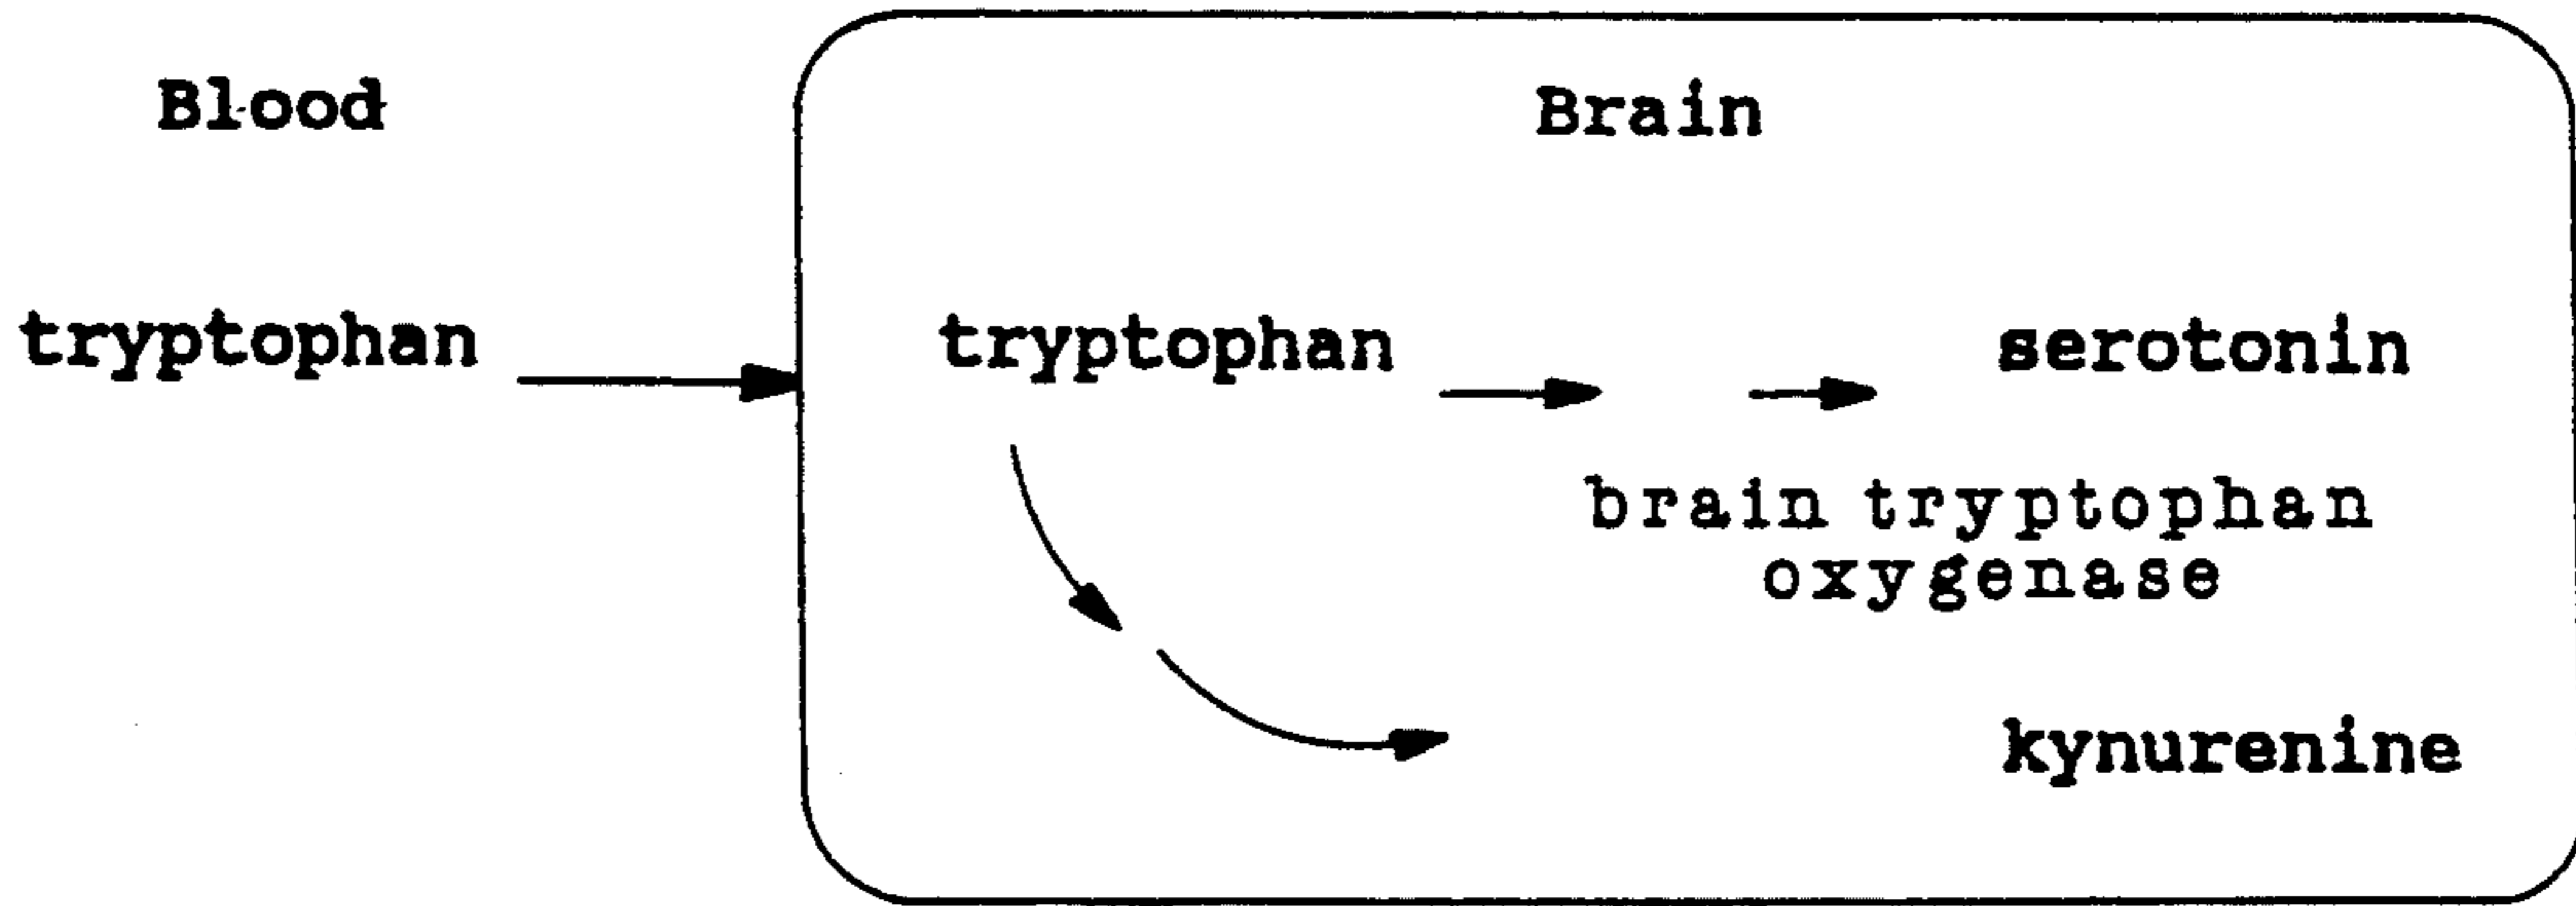 Blood
Brain
tryptophan
tryptophan
serotonin
brain tryptophan
oxygenase
kynurenine